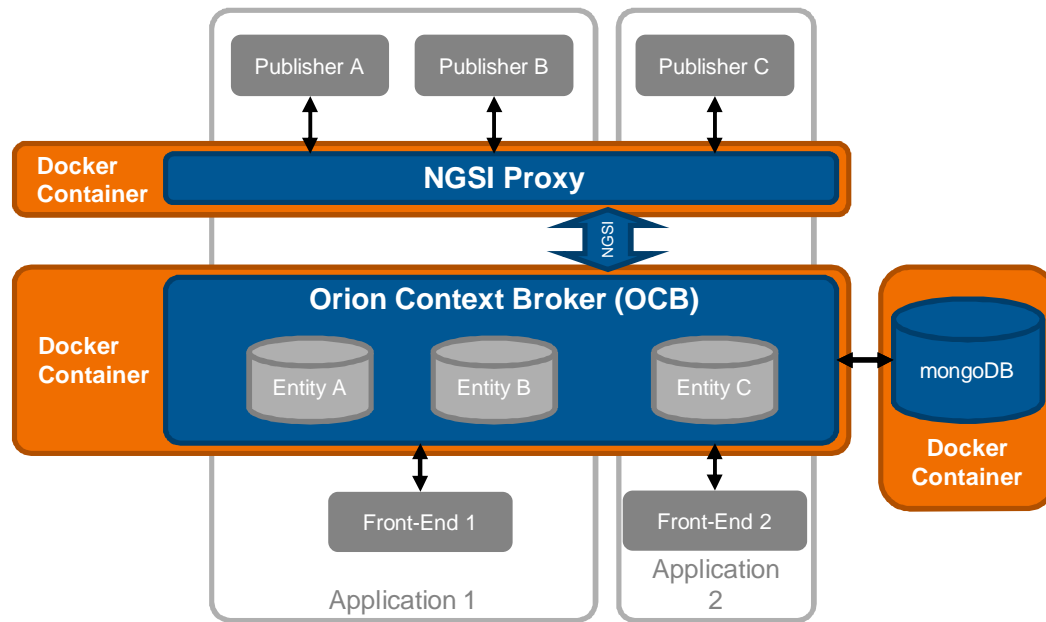 Publisher A
Publisher B
Publisher C
Docker
Container
NGSI Proxy
NGSI
Orion Context Broker (OCB)
Docker
Container
Entity A
Entity B
Entity C
mongoDB
Docker
Container
Front-End 1
Front-End 2
Application 1
Application
2